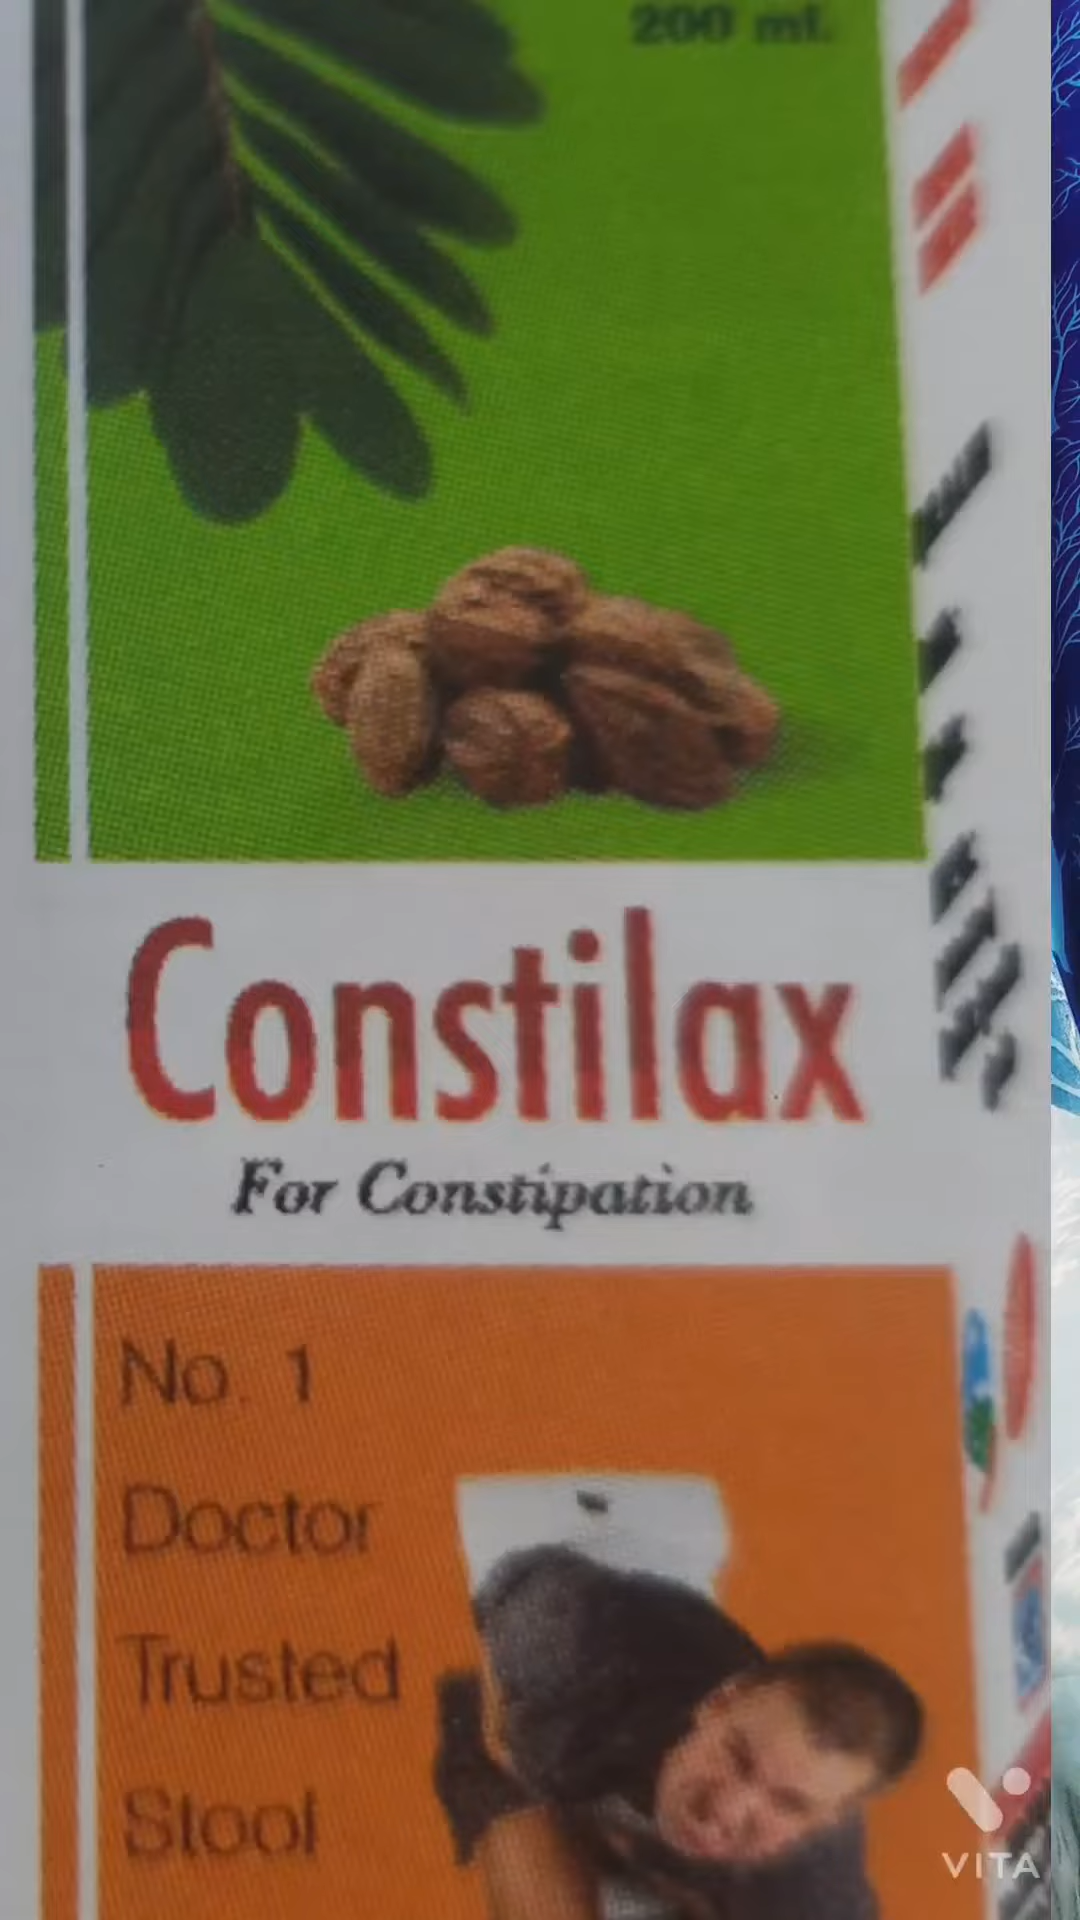 200 ml.
Constilax
For Constipation
No. 1
Doctor
Trusted
Stool
VITA